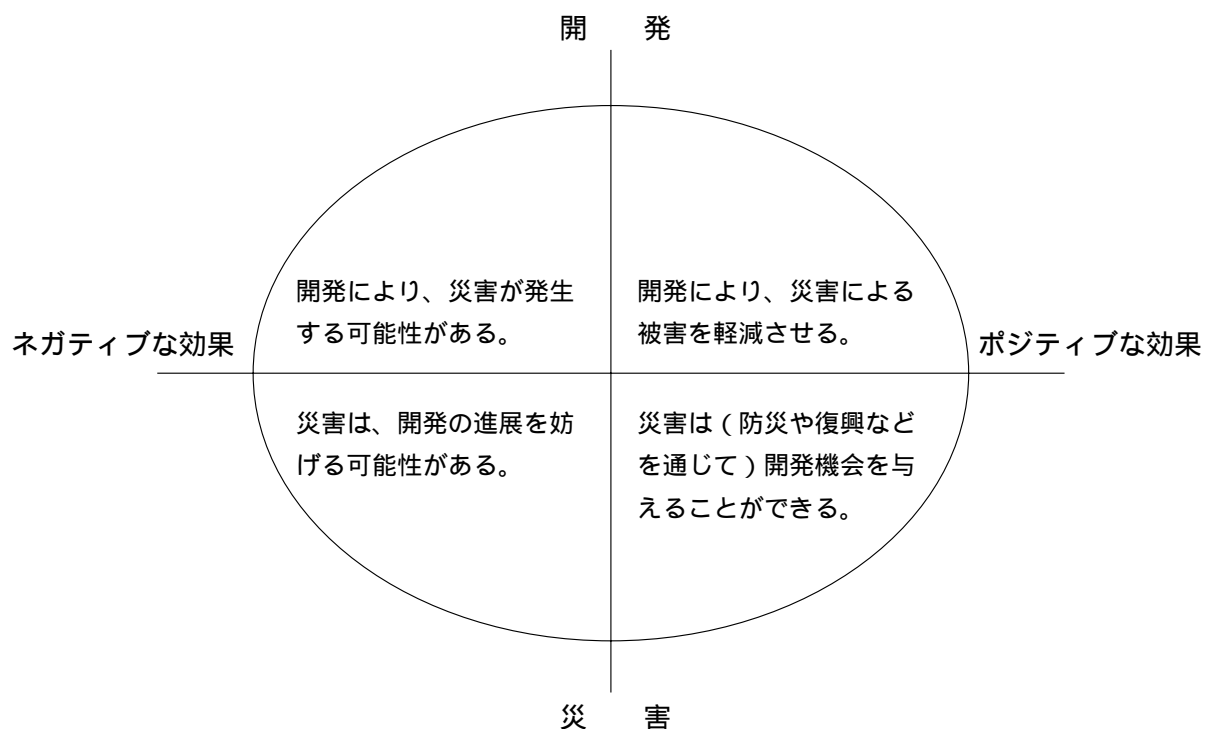 開　発
開発により、災害が発生
する可能性がある。
開発により、災害による
被害を軽減させる。
ネガティブな効果
ポジティブな効果
災害は、開発の進展を妨
げる可能性がある。
災害は（防災や復興など
を通じて）開発機会を与
えることができる。
災　害